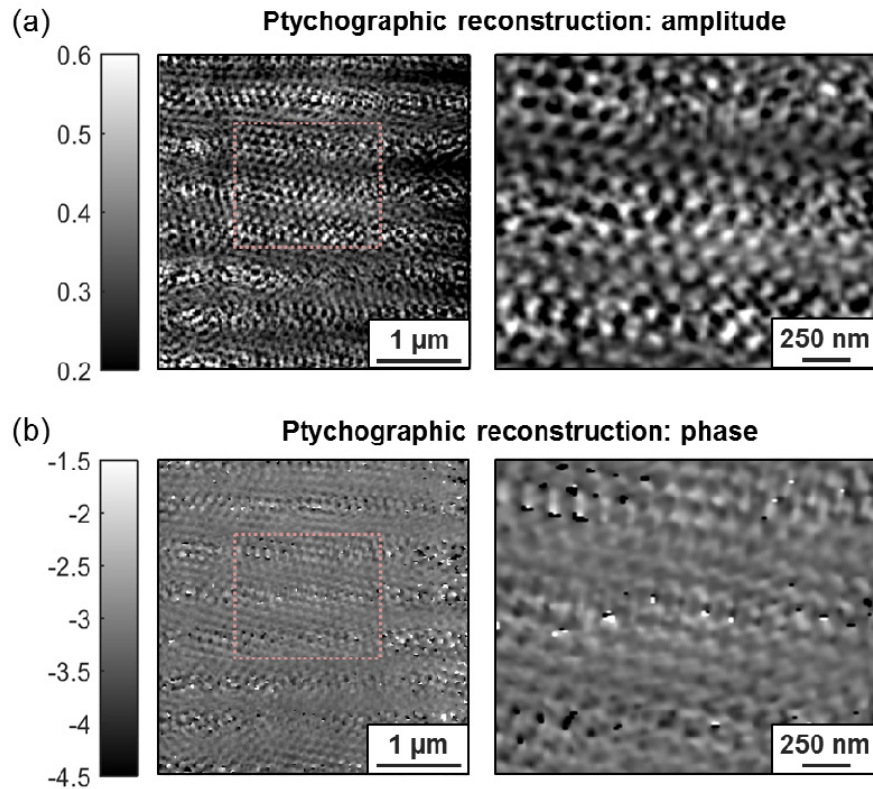 (a)
Ptychographic reconstruction: amplitude
0.6
0.5
0.4
0.3
0.2
1 µm
250 nm
(b)
Ptychographic reconstruction: phase
-1.5
-2
-2.5
-3
-3.5
-4
-4.5
1 µm
250 nm